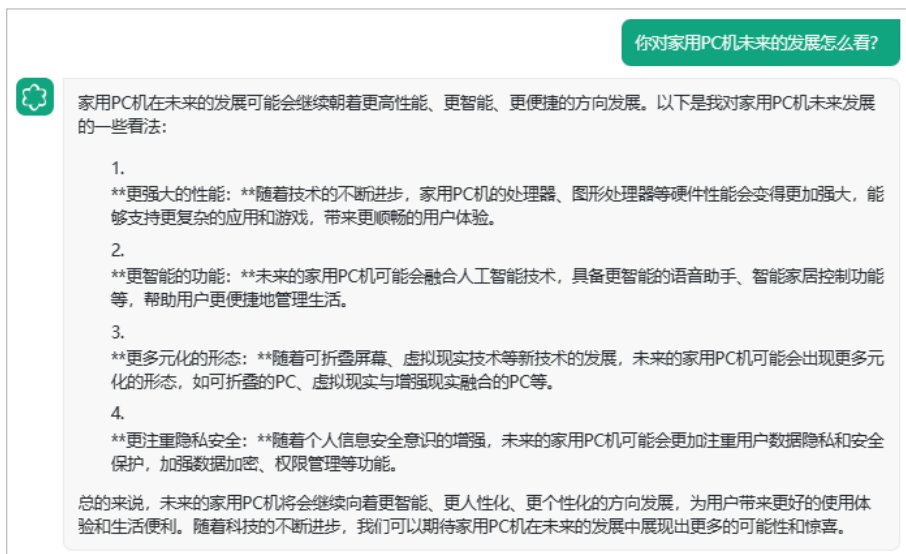 你对家用PC机未来的发展怎么看?
家用PC机在未来的发展可能会继续朝着更高性能、更智能、更便捷的方向发展。以下是我对家用PC机未来发展
的一些看法：
1.
**更强大的性能：**随着技术的不断进步，家用PC机的处理器、图形处理器等硬件性能会变得更加强大，能
够支持更复杂的应用和游戏，带来更顺畅的用户体验。
2.
**更智能的功能：**未来的家用PC机可能会融合人工智能技术，具备更智能的语音助手、智能家居控制功能
等，帮助用户更便捷地管理生活。
3.
**更多元化的形态：**随着可折叠屏幕、虚拟现实技术等新技术的发展，未来的家用PC机可能会出现更多元
化的形态，如可折叠的PC、虚拟现实与增强现实融合的PC等。
4.
**更注重隐私安全：**随着个人信息安全意识的增强，未来的家用PC机可能会更加注重用户数据隐私和安全
保护，加强数据加密、权限管理等功能。
总的来说，未来的家用PC机将会继续向着更智能、更人性化、更个性化的方向发展，为用户带来更好的使用体
验和生活便利。随着科技的不断进步，我们可以期待家用PC机在未来的发展中展现出更多的可能性和惊喜。